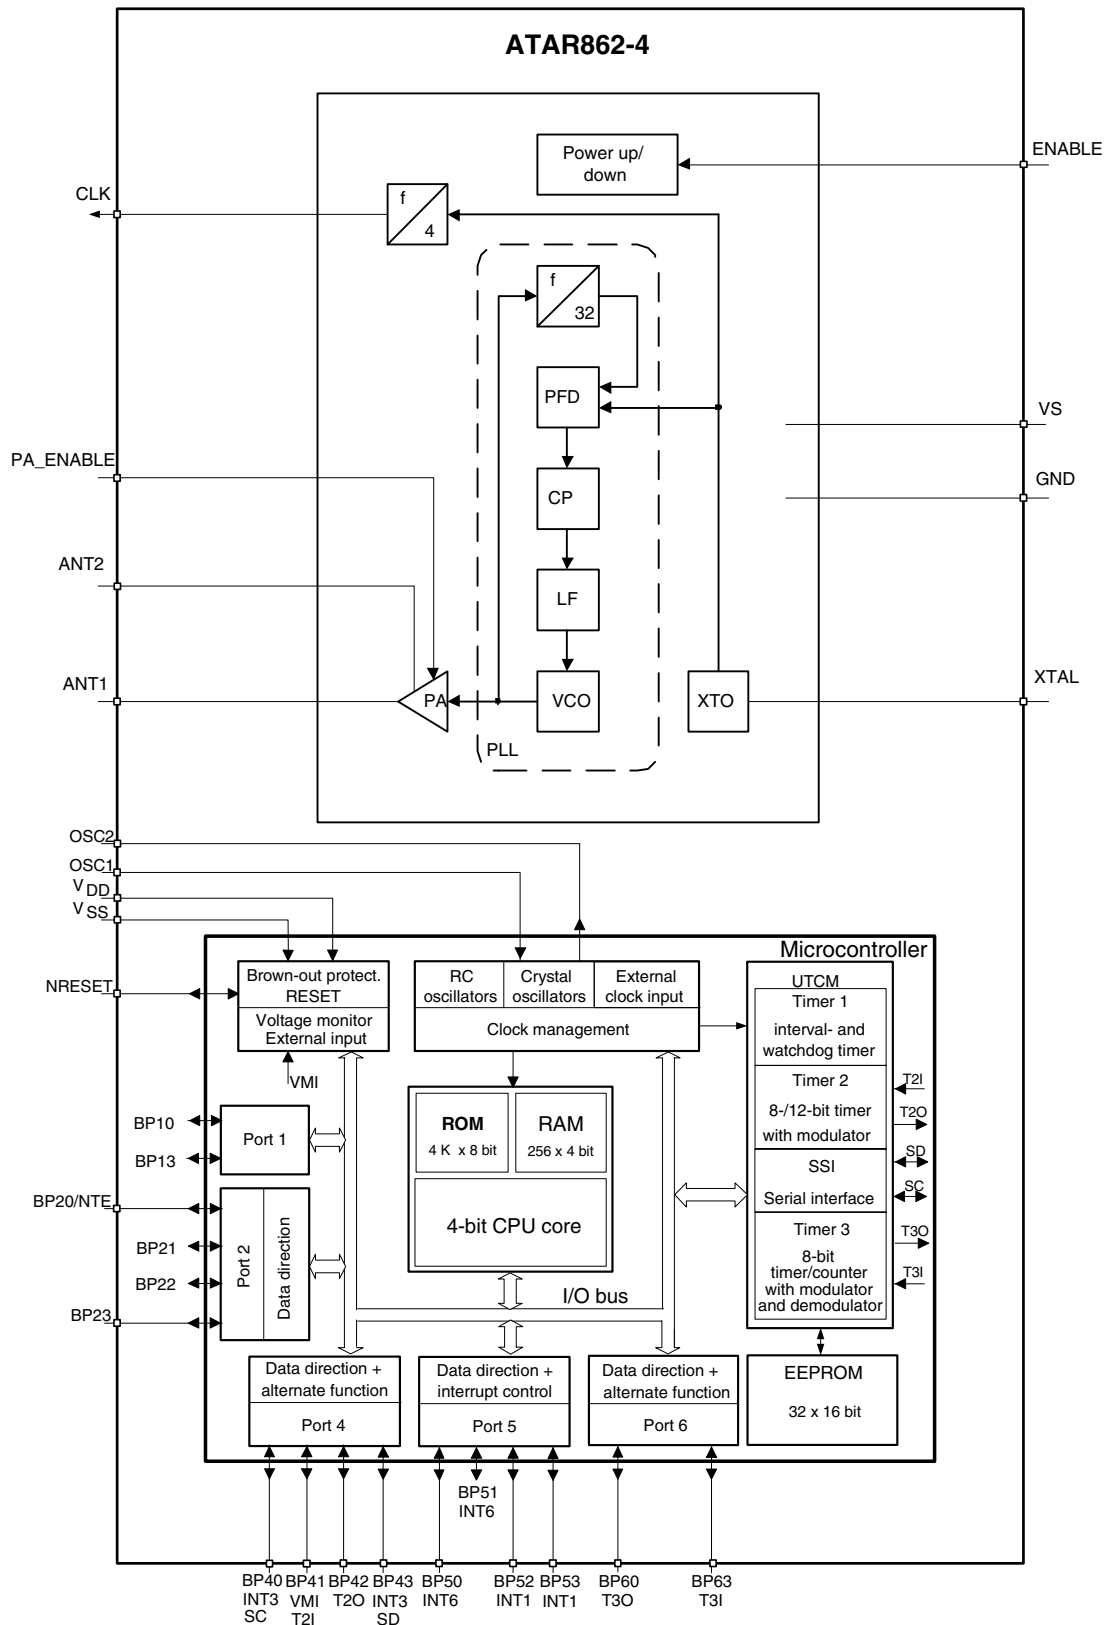 ATAR862-4
Power up/
down
ENABLE
CLK
f
4
f
32
PFD
VS
PA_ENABLE
GND
CP
ANT2
LF
ANT1
PA
VCO
XTO
XTAL
PLL
OSC2
OSC1
V DD
V SS
Microcontroller
NRESET
Brown-out protect.
RESET
Voltage monitor
External input
VMI
RC
oscillators
Crystal
oscillators
External
clock input
Clock management
UTCM
Timer 1
interval- and
watchdog timer
Timer 2
8-/12-bit timer
with modulator
SSI
Serial interface
Timer 3
8-bit
timer/counter
with modulator
and demodulator
T2I
T2O
SD
SC
T3O
T3I
ROM
4 K x 8 bit
RAM
256 x 4 bit
4-bit CPU core
I/O bus
BP10
BP13
Port 1
BP20/NTE
BP21
BP22
BP23
Port 2
Data direction
Data direction +
alternate function
Port 4
Data direction +
interrupt control
Port 5
Data direction +
alternate function
Port 6
EEPROM
32 x 16 bit
BP51
INT6
BP40
INT3
SC
BP41
VMI
T2I
BP42
T2O
BP43
INT3
SD
BP50
INT6
BP52
INT1
BP53
INT1
BP60
T3O
BP63
T3I